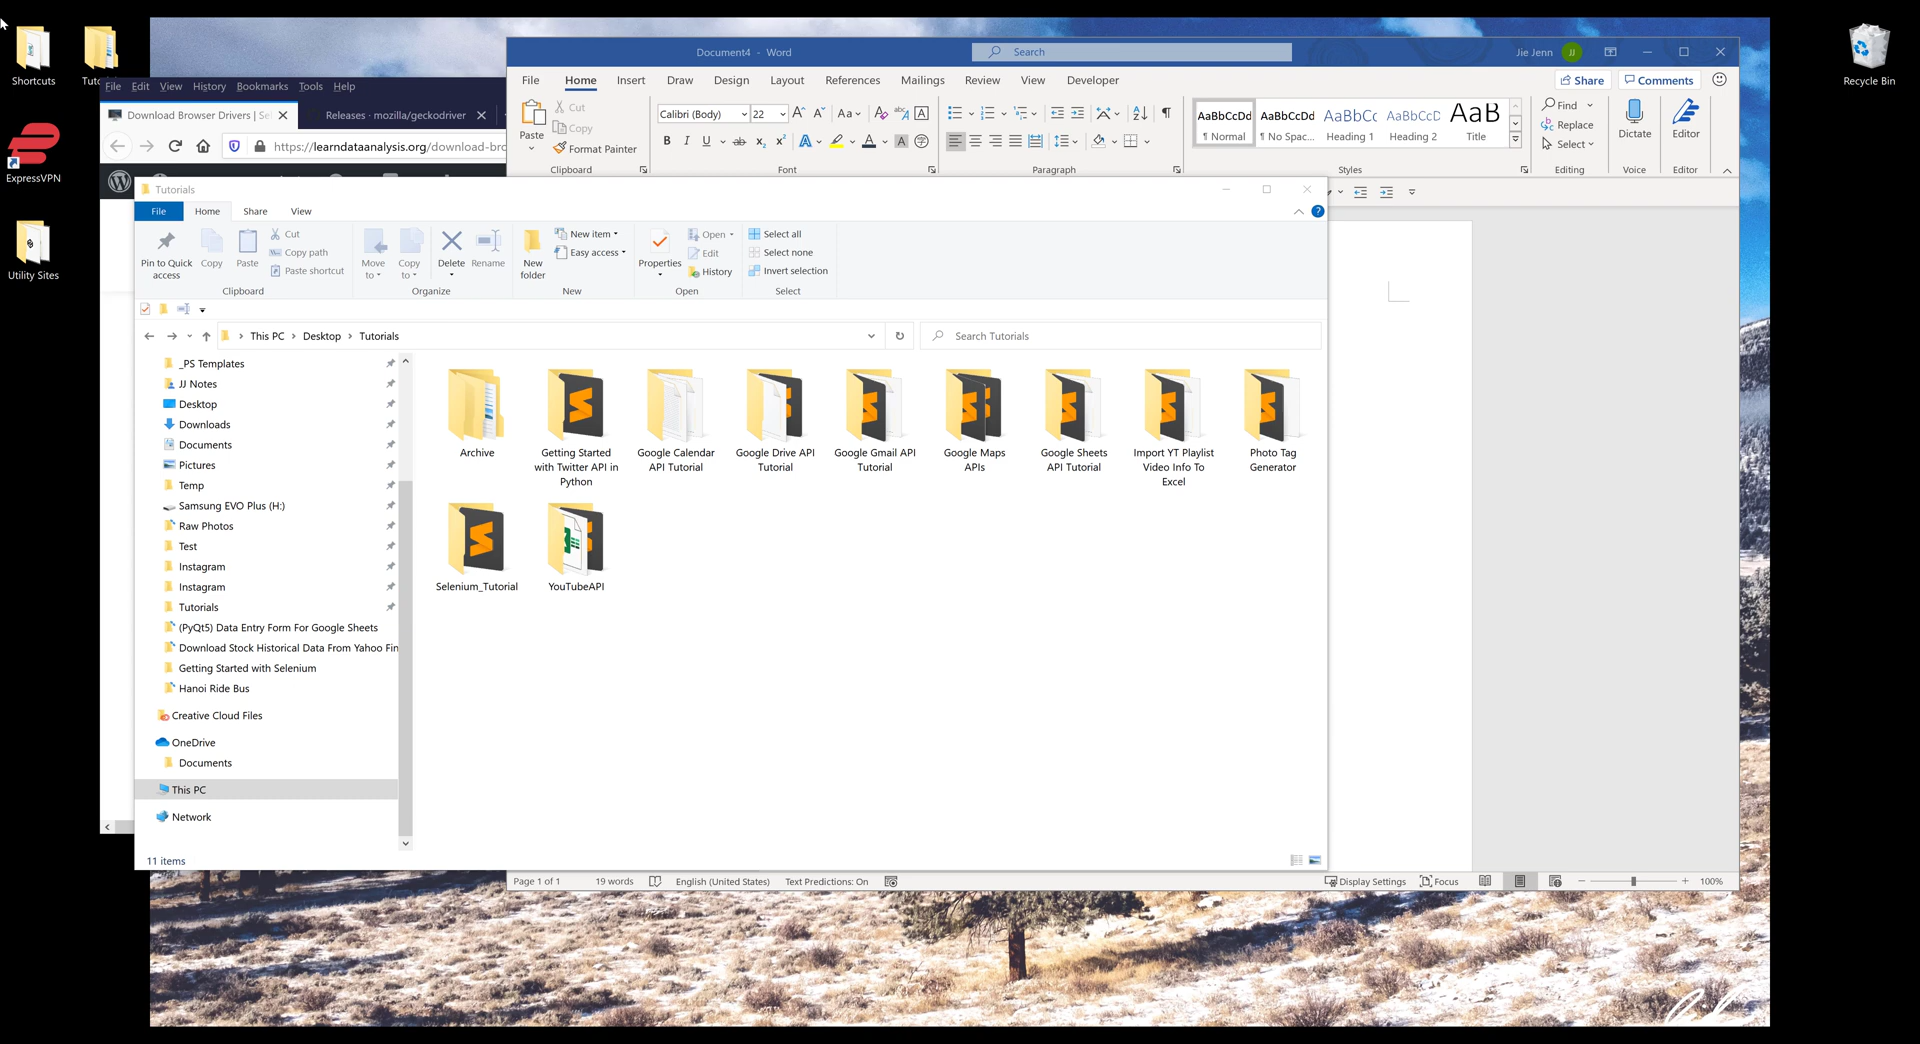 Shortcuts
ExpressVPN
Utility Sites
Recycle Bin
File Edit View History Bookmarks Tools Help
Download Browser Drivers | Sel
Releases · mozilla/geckodriver
https://learndataanalysis.org/download-bro
Document4 - Word
Search
Jie Jenn JJ
File Home Insert Draw Design Layout References Mailings Review View Developer
Share Comments
Paste
Cut
Copy
Format Painter
Clipboard
Calibri (Body) 22
Font
Paragraph
AaBbCcDd AaBbCcDd AaBbCc AaBbCcD AaB
Normal No Spac... Heading 1 Heading 2 Title
Styles
Find
Replace
Select
Editing
Dictate
Voice
Editor
Editor
Tutorials
File Home Share View
Pin to Quick access
Copy
Paste
Cut
Copy path
Paste shortcut
Clipboard
Move to
Copy to
Delete
Rename
Organize
New folder
New item
Easy access
New
Properties
Open
Edit
History
Open
Select all
Select none
Invert selection
Select
This PC > Desktop > Tutorials
Search Tutorials
_PS Templates
JJ Notes
Desktop
Downloads
Documents
Pictures
Temp
Samsung EVO Plus (H:)
Raw Photos
Test
Instagram
Instagram
Tutorials
(PyQt5) Data Entry Form For Google Sheets
Download Stock Historical Data From Yahoo Fin
Getting Started with Selenium
Hanoi Ride Bus
Creative Cloud Files
OneDrive
Documents
This PC
Network
Archive
Getting Started
with Twitter API in
Python
Google Calendar
API Tutorial
Google Drive API
Tutorial
Google Gmail API
Tutorial
Google Maps
APIs
Google Sheets
API Tutorial
Import YT Playlist
Video Info To
Excel
Photo Tag
Generator
Selenium_Tutorial
YouTubeAPI
11 items
Page 1 of 1 19 words English (United States) Text Predictions: On
Display Settings Focus 100%